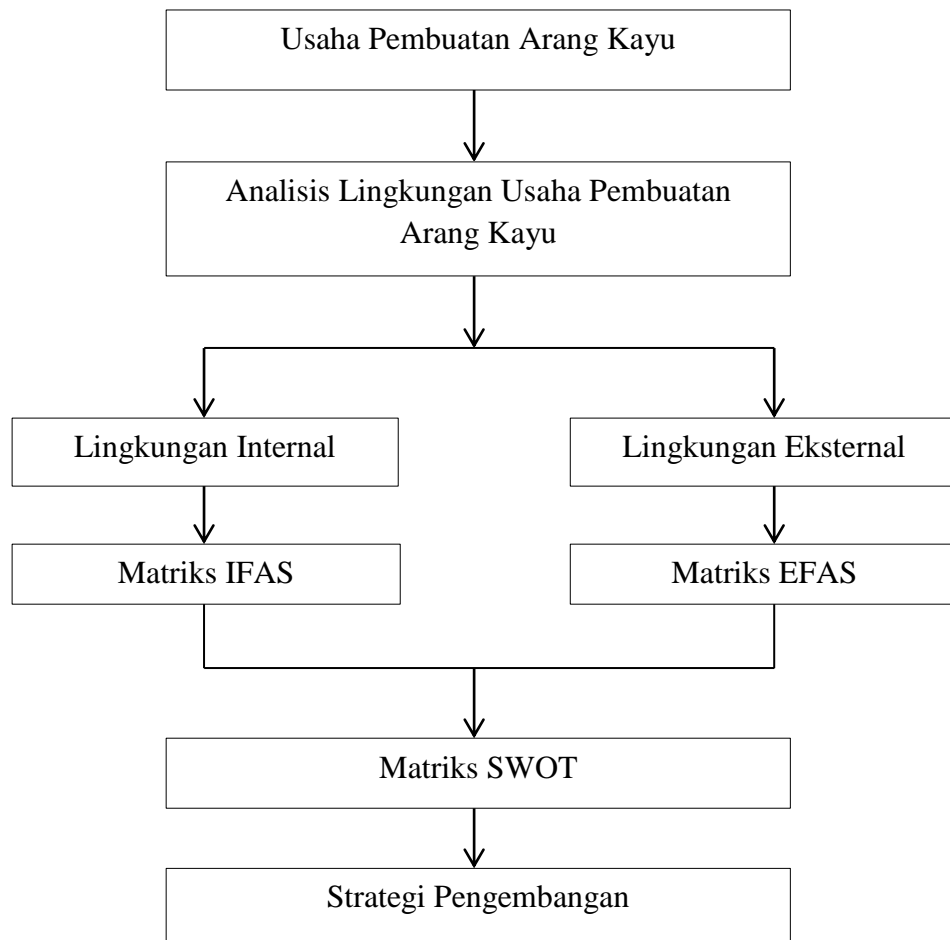 Usaha Pembuatan Arang Kayu
Analisis Lingkungan Usaha Pembuatan
Arang Kayu
Lingkungan Internal
Lingkungan Eksternal
Matriks IFAS
Matriks EFAS
Matriks SWOT
Strategi Pengembangan